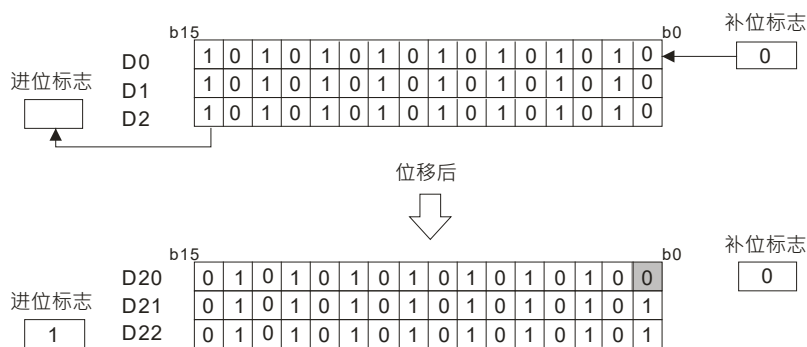 b15 b0 补位标志
D0 1 0 1 0 1 0 1 0 1 0 1 0 1 0 1 0 0
进位标志 D1 1 0 1 0 1 0 1 0 1 0 1 0 1 0 1 0
D2 1 0 1 0 1 0 1 0 1 0 1 0 1 0 1 0
位移后
b15 b0 补位标志
D20 0 1 0 1 0 1 0 1 0 1 0 1 0 1 0 0 0
进位标志 D21 0 1 0 1 0 1 0 1 0 1 0 1 0 1 0 1
1 D22 0 1 0 1 0 1 0 1 0 1 0 1 0 1 0 1